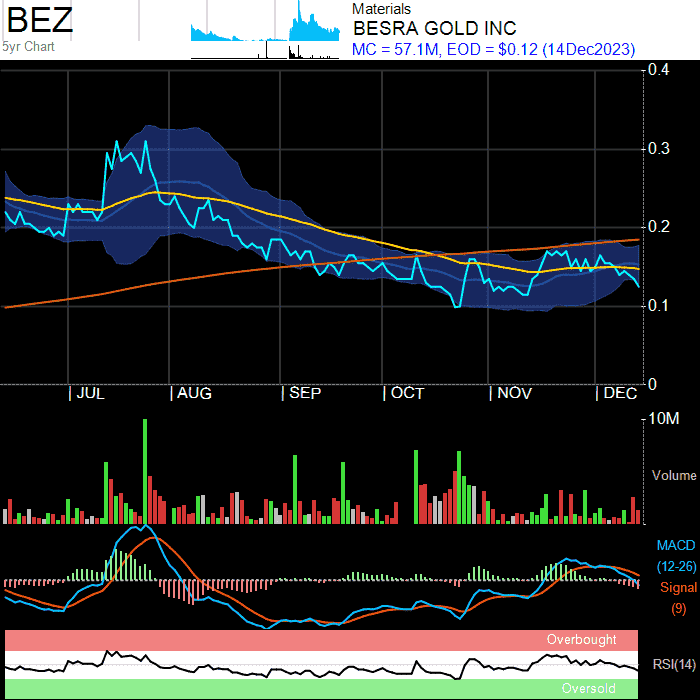 BEZ
5yr Chart
Materials
BESRA GOLD INC
MC = 57.1M, EOD = $0.12 (14Dec2023)
0.4
0.3
0.2
0.1
0
JUL AUG SEP OCT NOV DEC
10M
Volume
MACD
(12-26)
Signal
(9)
Overbought
RSI(14)
Oversold